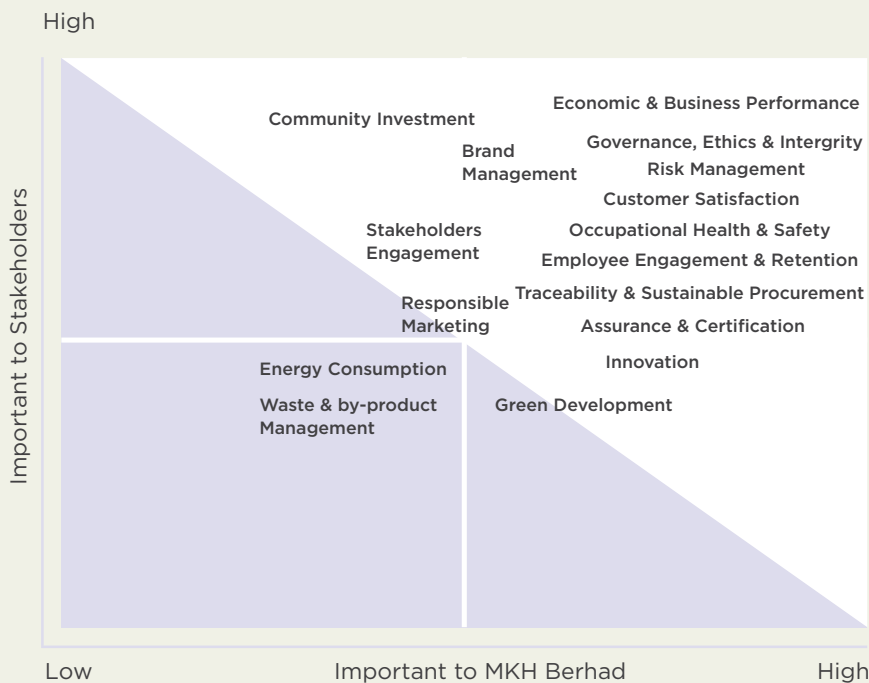 High
Important to Stakeholders
Community Investment
Economic & Business Performance
Brand
Management
Governance, Ethics & Intergrity
Risk Management
Customer Satisfaction
Stakeholders
Engagement
Occupational Health & Safety
Employee Engagement & Retention
Traceability & Sustainable Procurement
Responsible
Marketing
Assurance & Certification
Innovation
Energy Consumption
Waste & by-product
Management
Green Development
Low
Important to MKH Berhad
High